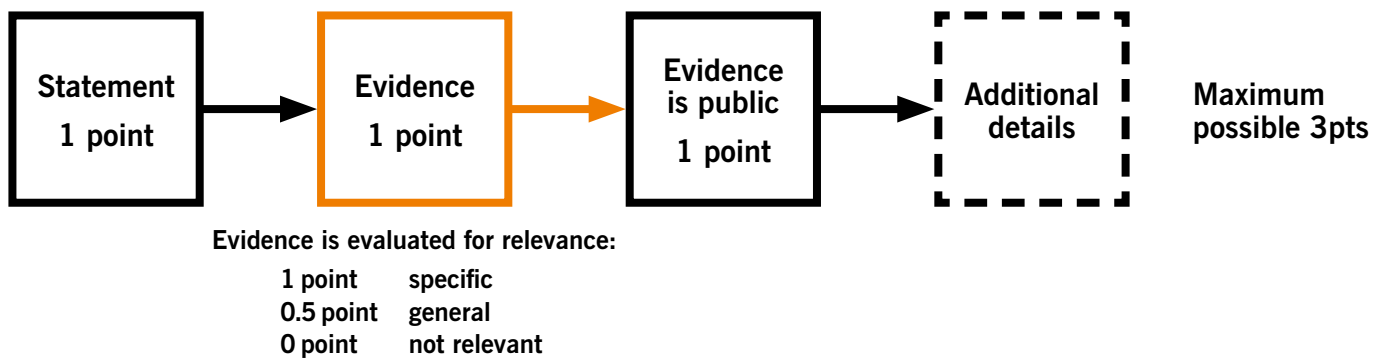 Statement
1 point
Evidence
1 point
Evidence
is public
1 point
Additional
details
Maximum
possible 3pts
Evidence is evaluated for relevance:
1 point specific
0.5 point general
0 point not relevant